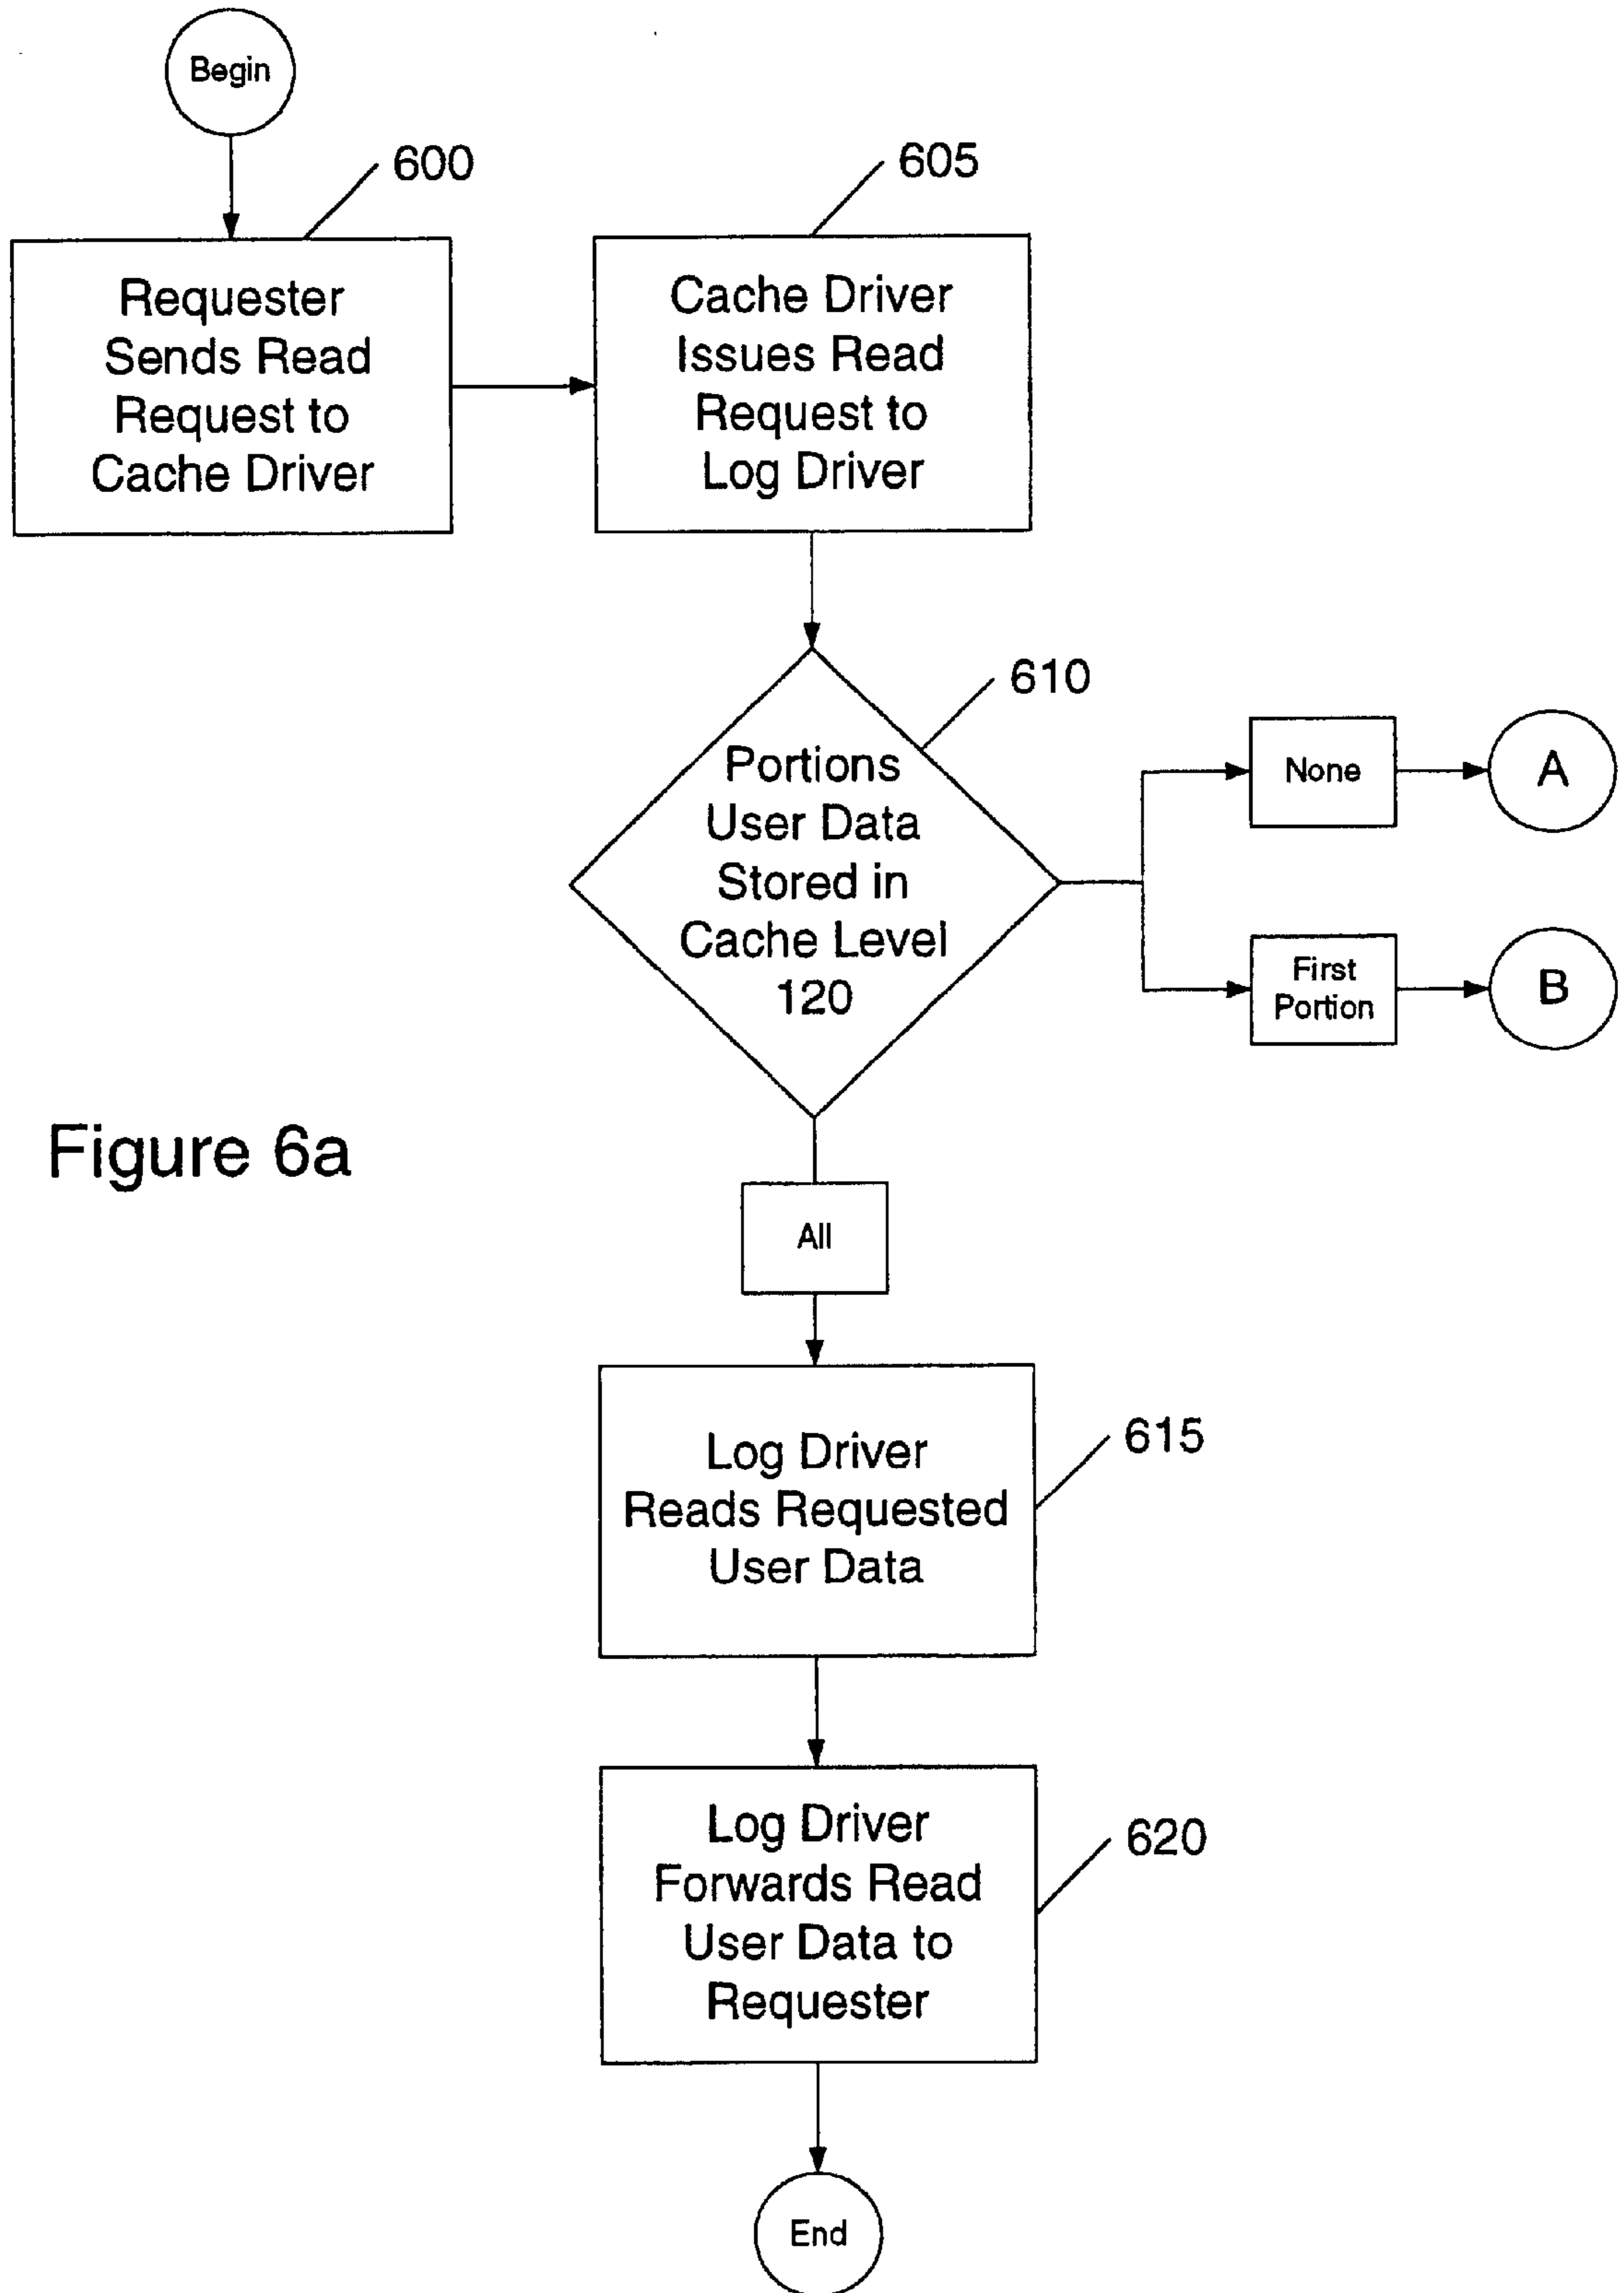 Begin
600
605
Requester
Sends Read
Request to
Cache Driver
Cache Driver
Issues Read
Request to
Log Driver
610
Portions
User Data
Stored in
Cache Level
120
None
A
First
Portion
B
Figure 6a
All
615
Log Driver
Reads Requested
User Data
620
Log Driver
Forwards Read
User Data to
Requester
End